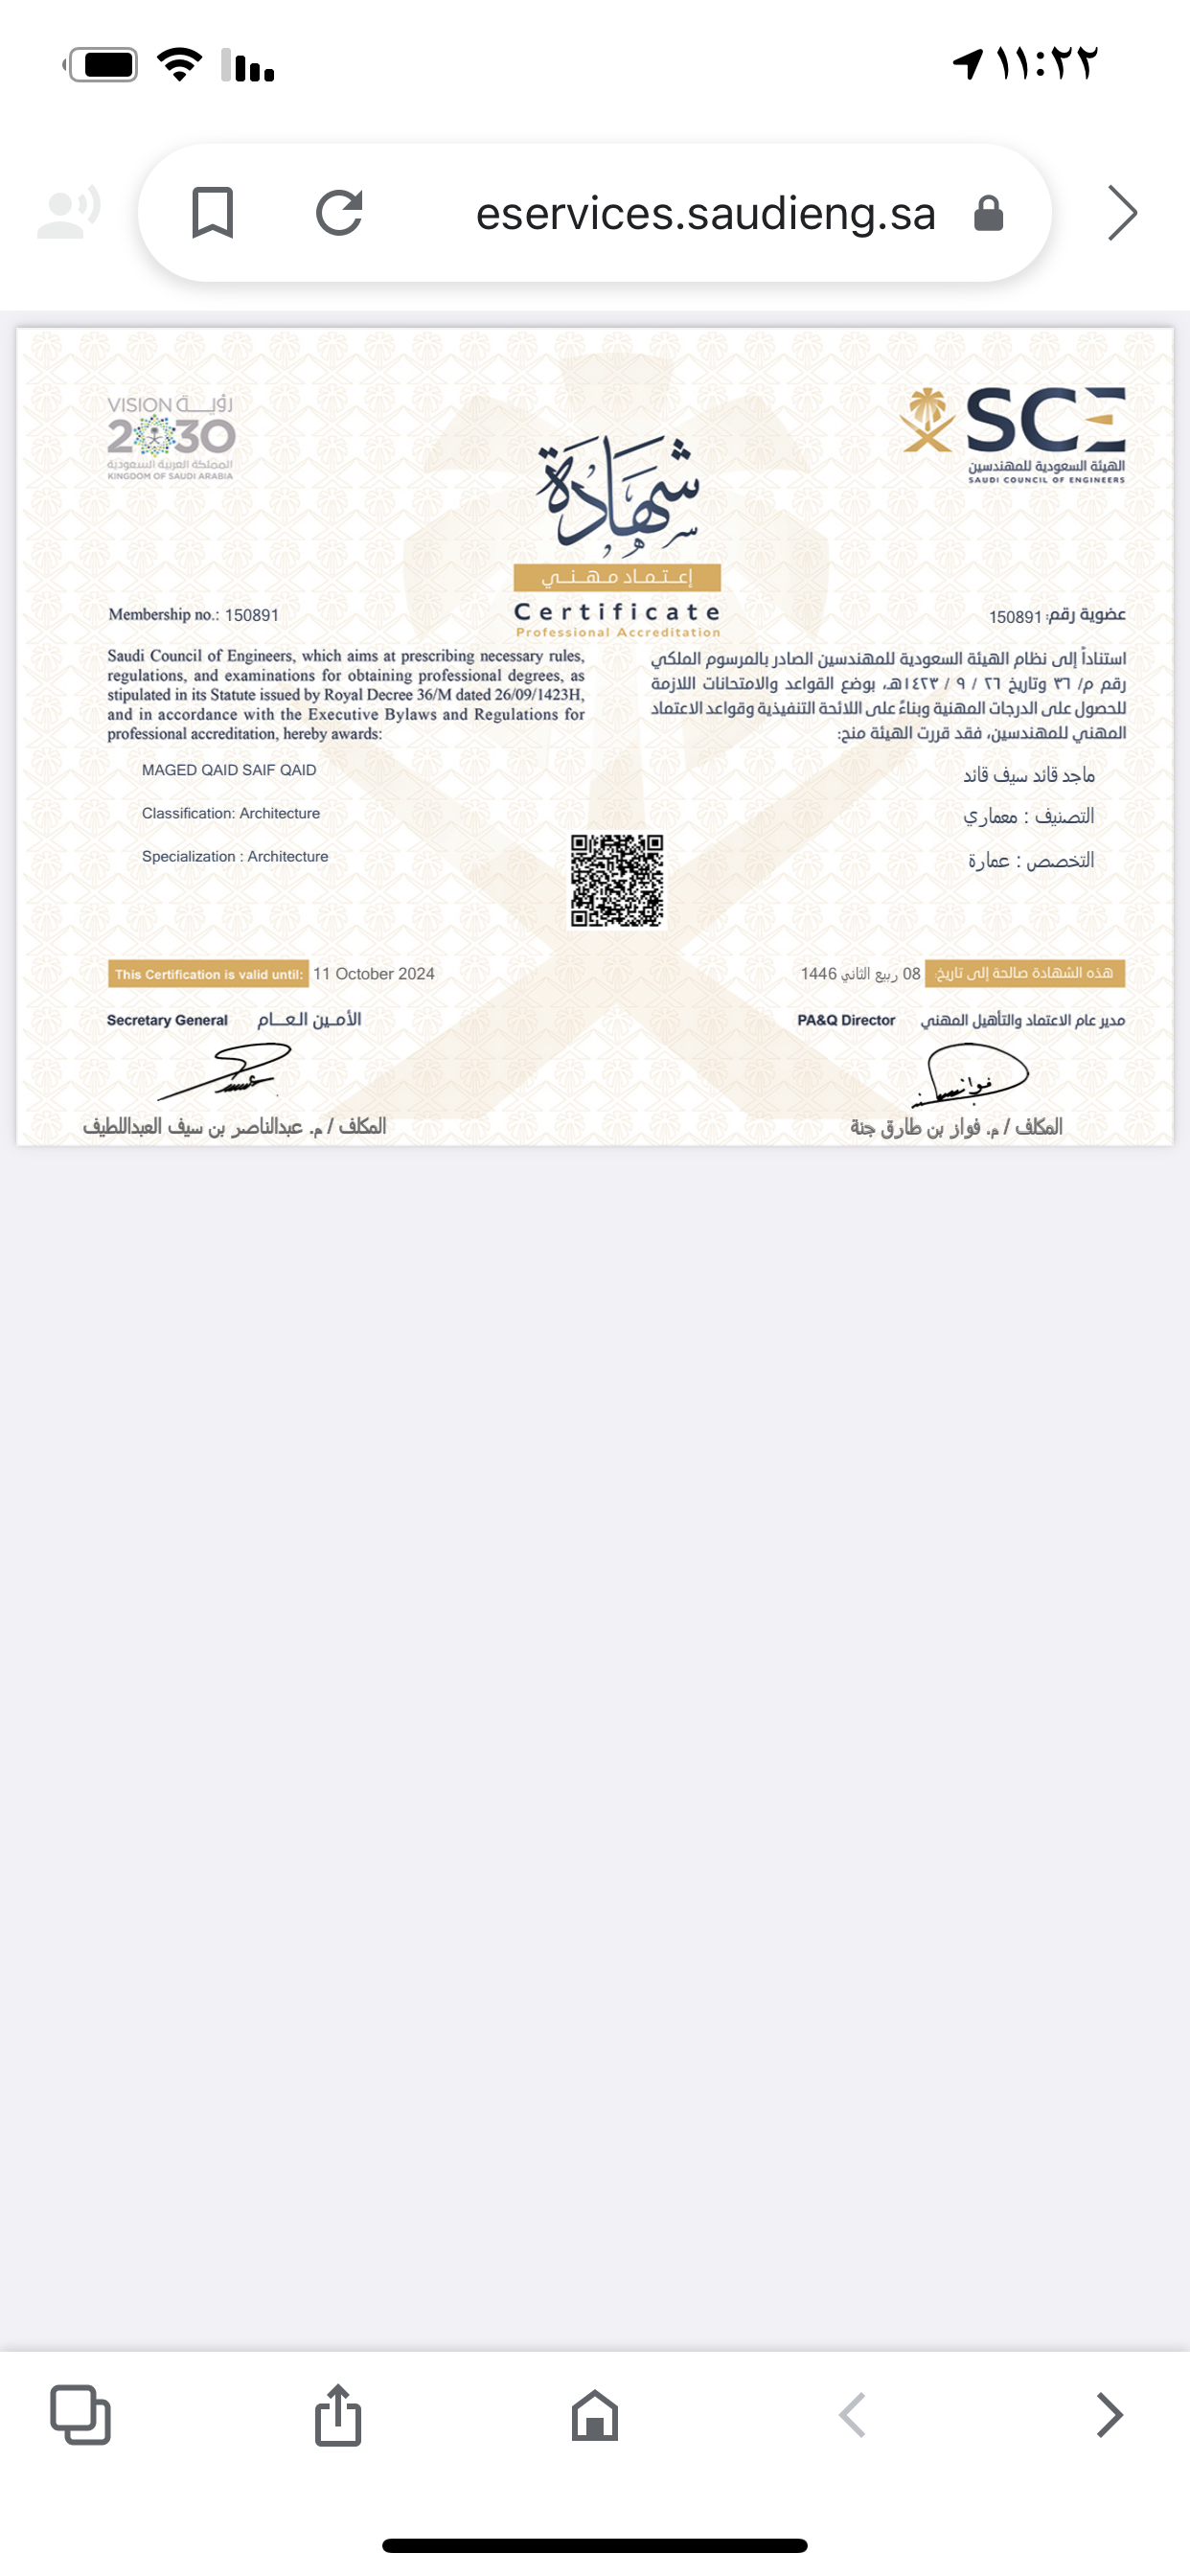 ١١:٢٢
eservices.saudieng.sa
VISION رؤيـــة
2030
المملكة العربية السعودية
KINGDOM OF SAUDI ARABIA
SCE
الهيئة السعودية للمهندسين
SAUDI COUNCIL OF ENGINEERS
شهادة
إعـتـمـاد مـهـنـي
Certificate
Professional Accreditation
Membership no.: 150891
عضوية رقم: 150891
Saudi Council of Engineers, which aims at prescribing necessary rules,
regulations, and examinations for obtaining professional degrees, as
stipulated in its Statute issued by Royal Decree 36/M dated 26/09/1423H,
and in accordance with the Executive Bylaws and Regulations for
professional accreditation, hereby awards:
استناداً إلى نظام الهيئة السعودية للمهندسين الصادر بالمرسوم الملكي
رقم م/ ٣٦ وتاريخ ٢٦ / ٩ / ١٤٢٣هـ، بوضع القواعد والامتحانات اللازمة
للحصول على الدرجات المهنية وبناءً على اللائحة التنفيذية وقواعد الاعتماد
المهني للمهندسين، فقد قررت الهيئة منح:
MAGED QAID SAIF QAID
Classification: Architecture
Specialization : Architecture
ماجد قائد سيف قائد
التصنيف : معماري
التخصص : عمارة
This Certification is valid until: 11 October 2024
هذه الشهادة صالحة إلى تاريخ: 08 ربيع الثاني 1446
Secretary General الأمـين الـعـــام
PA&Q Director مدير عام الاعتماد والتأهيل المهني
المكلف / م. عبدالناصر بن سيف العبداللطيف
المكلف / م. فواز بن طارق جنة